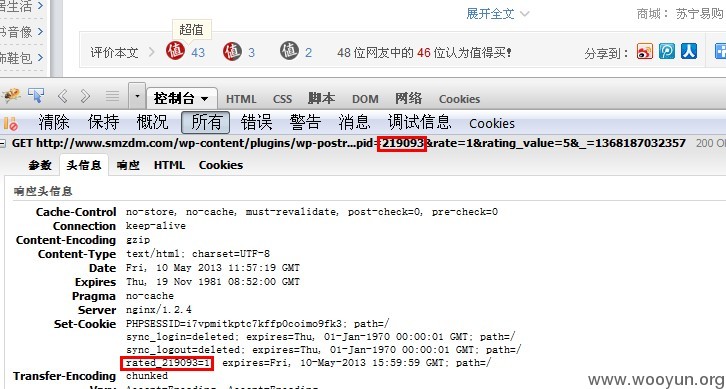 居生活 >
展开全文
商城： 苏宁易购
书音像 >
超值
饰鞋包 >
评价本文 > 值 43 值 3 值 2 48 位网友中的 46 位认为值得买! 分享到：
控制台 HTML CSS 脚本 DOM 网络 Cookies
清除 保持 概况 所有 错误 警告 消息 调试信息 Cookies
GET http://www.smzdm.com/wp-content/plugins/wp-postr...pid=219093&rate=1&rating_value=5&_=1368187032357 200 O
参数 头信息 响应 HTML Cookies
响应头信息
Cache-Control no-store, no-cache, must-revalidate, post-check=0, pre-check=0
Connection keep-alive
Content-Encoding gzip
Content-Type text/html; charset=UTF-8
Date Fri, 10 May 2013 11:57:19 GMT
Expires Thu, 19 Nov 1981 08:52:00 GMT
Pragma no-cache
Server nginx/1.2.4
Set-Cookie PHPSESSID=i7vpmitkptc7kffp0coimo9fk3; path=/
sync_login=deleted; expires=Thu, 01-Jan-1970 00:00:01 GMT; path=/
sync_logout=deleted; expires=Thu, 01-Jan-1970 00:00:01 GMT; path=/
rated_219093=1; expires=Fri, 10-May-2013 15:59:59 GMT; path=/
Transfer-Encoding chunked
www.wooyun.org